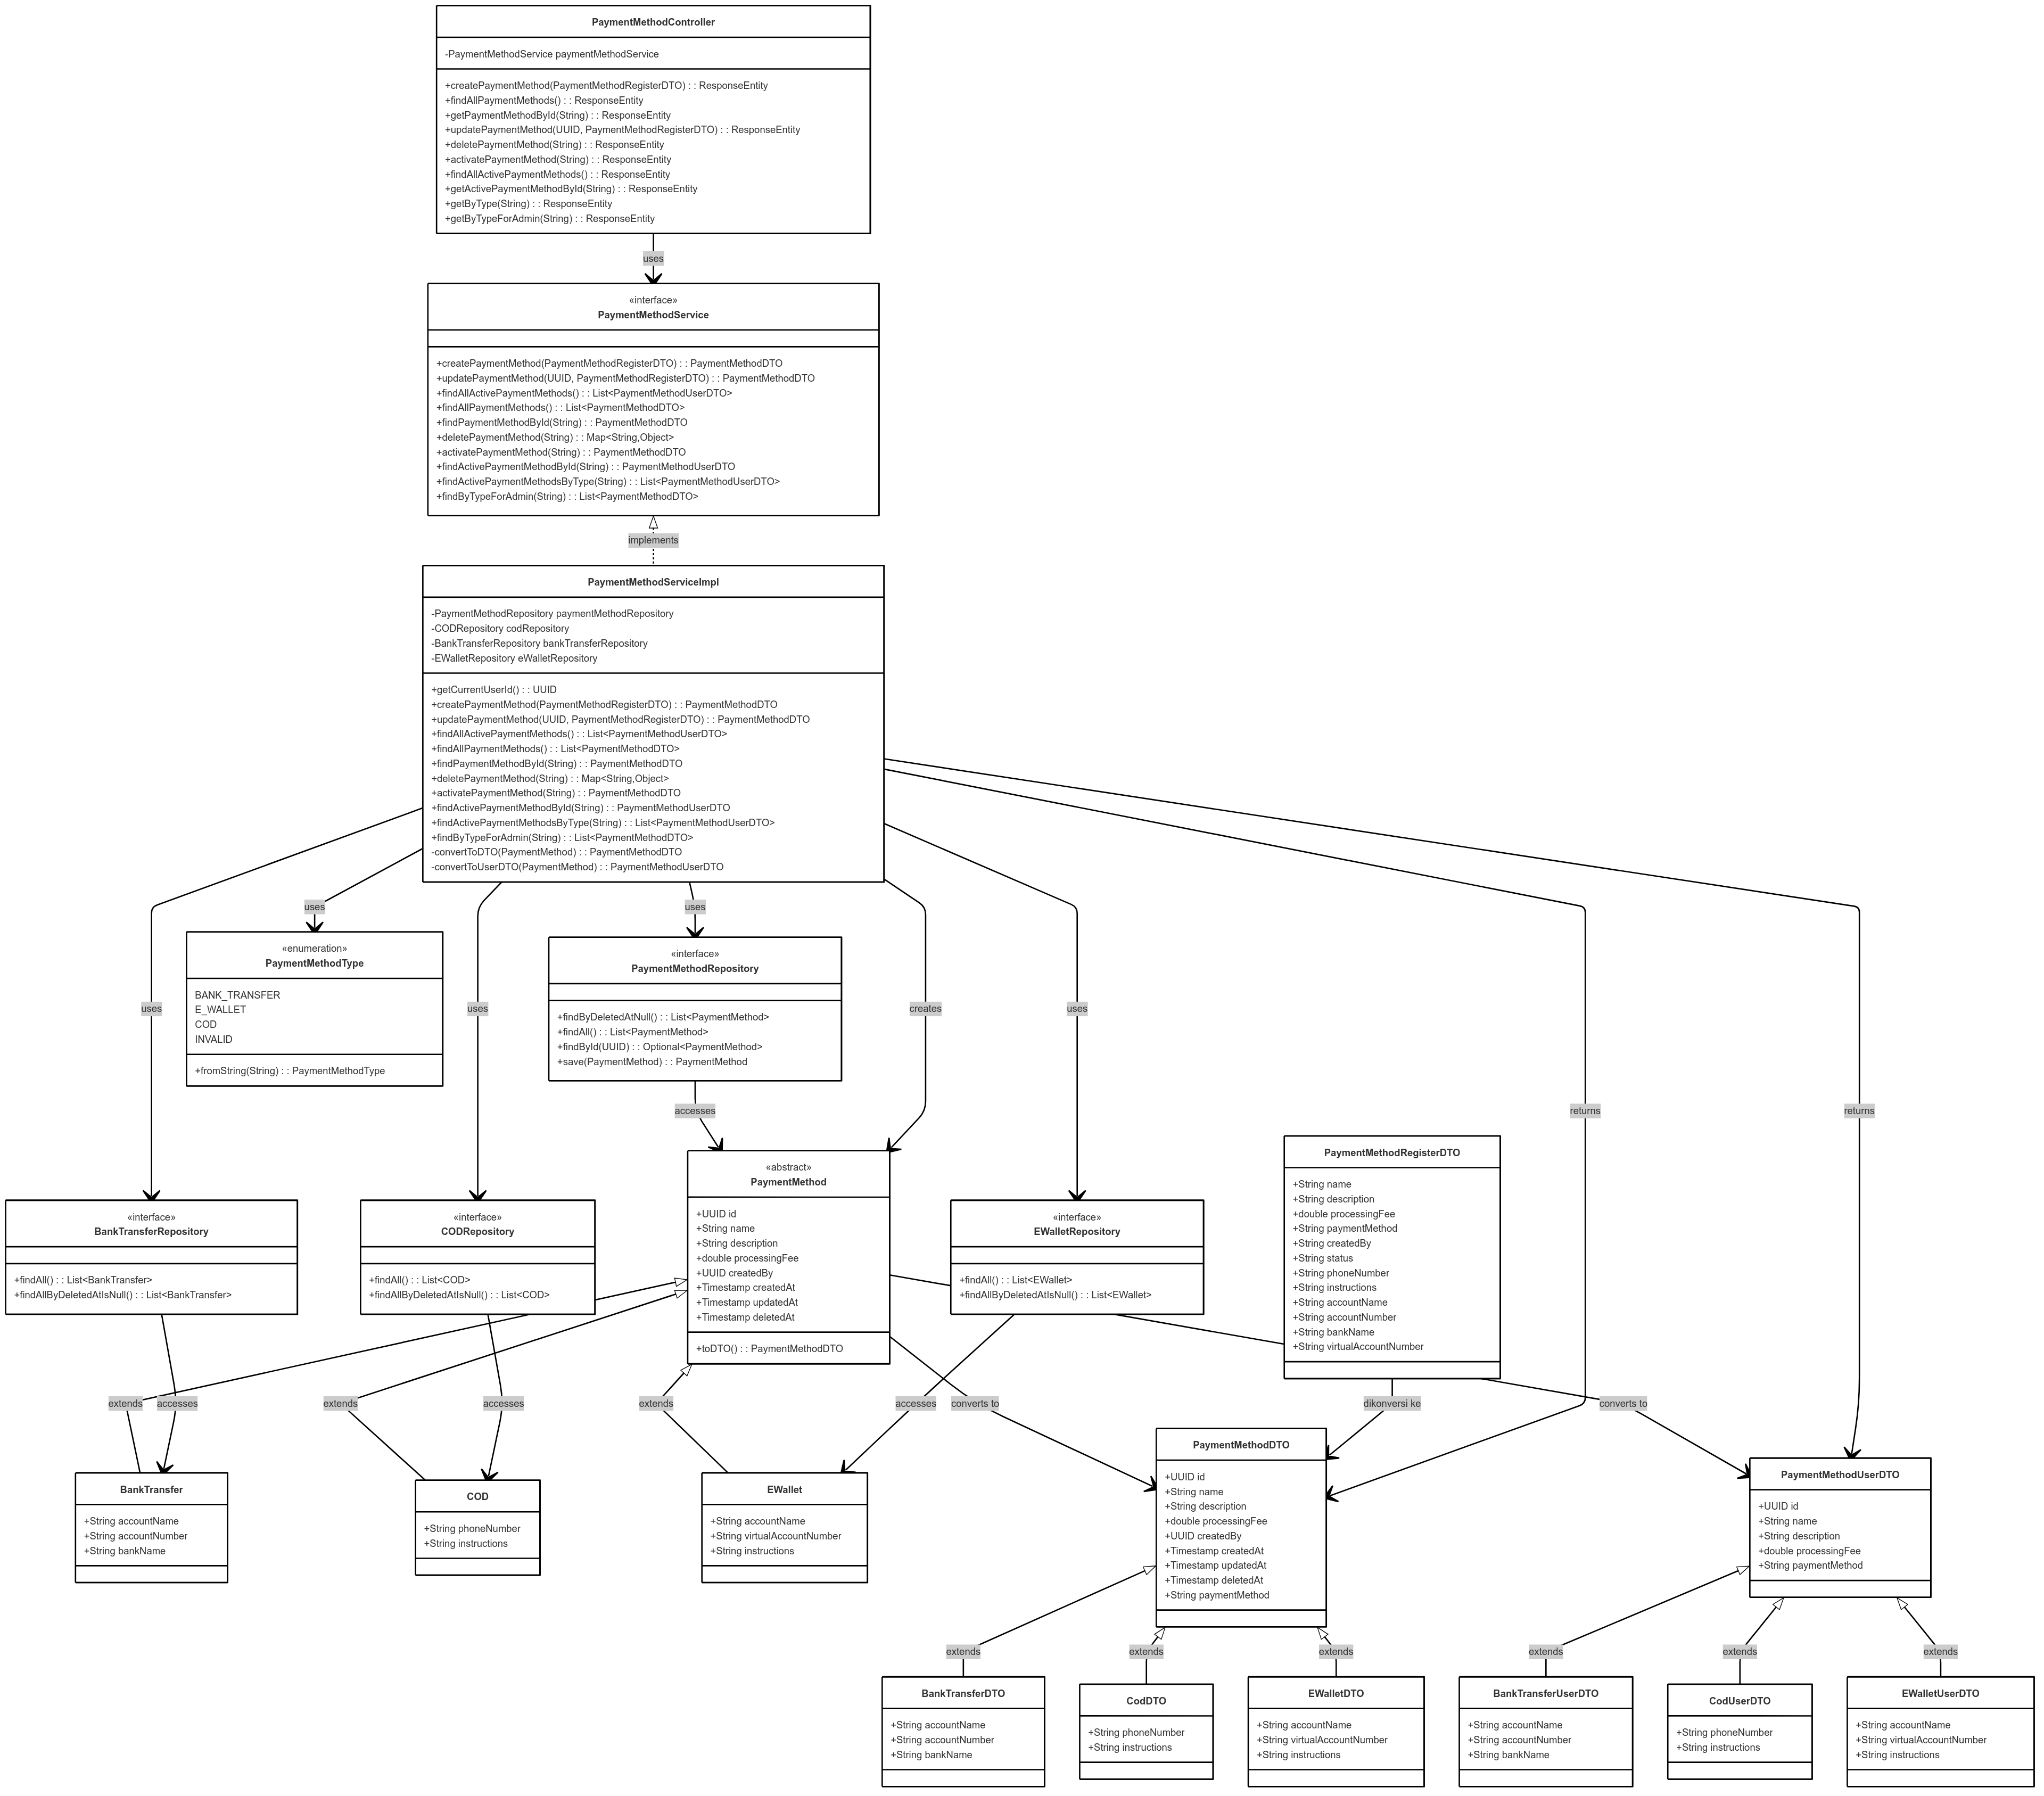 PaymentMethodController
-PaymentMethodService paymentMethodService
+createPaymentMethod(PaymentMethodRegisterDTO) : : ResponseEntity
+findAllPaymentMethods() : : ResponseEntity
+getPaymentMethodById(String) : : ResponseEntity
+updatePaymentMethod(UUID, PaymentMethodRegisterDTO) : : ResponseEntity
+deletePaymentMethod(String) : : ResponseEntity
+activatePaymentMethod(String) : : ResponseEntity
+findAllActivePaymentMethods() : : ResponseEntity
+getActivePaymentMethodById(String) : : ResponseEntity
+getByType(String) : : ResponseEntity
+getByTypeForAdmin(String) : : ResponseEntity
uses
«interface»
PaymentMethodService
+createPaymentMethod(PaymentMethodRegisterDTO) : : PaymentMethodDTO
+updatePaymentMethod(UUID, PaymentMethodRegisterDTO) : : PaymentMethodDTO
+findAllActivePaymentMethods() : : List<PaymentMethodUserDTO>
+findAllPaymentMethods() : : List<PaymentMethodDTO>
+findPaymentMethodById(String) : : PaymentMethodDTO
+deletePaymentMethod(String) : : Map<String,Object>
+activatePaymentMethod(String) : : PaymentMethodDTO
+findActivePaymentMethodById(String) : : PaymentMethodUserDTO
+findActivePaymentMethodsByType(String) : : List<PaymentMethodUserDTO>
+findByTypeForAdmin(String) : : List<PaymentMethodDTO>
implements
PaymentMethodServiceImpl
-PaymentMethodRepository paymentMethodRepository
-CODRepository codRepository
-BankTransferRepository bankTransferRepository
-EWalletRepository eWalletRepository
+getCurrentUserId() : : UUID
+createPaymentMethod(PaymentMethodRegisterDTO) : : PaymentMethodDTO
+updatePaymentMethod(UUID, PaymentMethodRegisterDTO) : : PaymentMethodDTO
+findAllActivePaymentMethods() : : List<PaymentMethodUserDTO>
+findAllPaymentMethods() : : List<PaymentMethodDTO>
+findPaymentMethodById(String) : : PaymentMethodDTO
+deletePaymentMethod(String) : : Map<String,Object>
+activatePaymentMethod(String) : : PaymentMethodDTO
+findActivePaymentMethodById(String) : : PaymentMethodUserDTO
+findActivePaymentMethodsByType(String) : : List<PaymentMethodUserDTO>
+findByTypeForAdmin(String) : : List<PaymentMethodDTO>
-convertToDTO(PaymentMethod) : : PaymentMethodDTO
-convertToUserDTO(PaymentMethod) : : PaymentMethodUserDTO
uses
uses
«enumeration»
PaymentMethodType
BANK_TRANSFER
E_WALLET
COD
INVALID
+fromString(String) : : PaymentMethodType
«interface»
PaymentMethodRepository
+findByDeletedAtNull() : : List<PaymentMethod>
+findAll() : : List<PaymentMethod>
+findById(UUID) : : Optional<PaymentMethod>
+save(PaymentMethod) : : PaymentMethod
uses
uses
creates
uses
accesses
returns
returns
«interface»
BankTransferRepository
+findAll() : : List<BankTransfer>
+findAllByDeletedAtIsNull() : : List<BankTransfer>
«interface»
CODRepository
+findAll() : : List<COD>
+findAllByDeletedAtIsNull() : : List<COD>
«abstract»
PaymentMethod
+UUID id
+String name
+String description
+double processingFee
+UUID createdBy
+Timestamp createdAt
+Timestamp updatedAt
+Timestamp deletedAt
+toDTO() : : PaymentMethodDTO
«interface»
EWalletRepository
+findAll() : : List<EWallet>
+findAllByDeletedAtIsNull() : : List<EWallet>
PaymentMethodRegisterDTO
+String name
+String description
+double processingFee
+String paymentMethod
+String createdBy
+String status
+String phoneNumber
+String instructions
+String accountName
+String accountNumber
+String bankName
+String virtualAccountNumber
extends
accesses
extends
accesses
extends
accesses
converts to
dikonversi ke
converts to
BankTransfer
+String accountName
+String accountNumber
+String bankName
COD
+String phoneNumber
+String instructions
EWallet
+String accountName
+String virtualAccountNumber
+String instructions
PaymentMethodDTO
+UUID id
+String name
+String description
+double processingFee
+UUID createdBy
+Timestamp createdAt
+Timestamp updatedAt
+Timestamp deletedAt
+String paymentMethod
PaymentMethodUserDTO
+UUID id
+String name
+String description
+double processingFee
+String paymentMethod
extends
extends
extends
extends
extends
extends
BankTransferDTO
+String accountName
+String accountNumber
+String bankName
CodDTO
+String phoneNumber
+String instructions
EWalletDTO
+String accountName
+String virtualAccountNumber
+String instructions
BankTransferUserDTO
+String accountName
+String accountNumber
+String bankName
CodUserDTO
+String phoneNumber
+String instructions
EWalletUserDTO
+String accountName
+String virtualAccountNumber
+String instructions